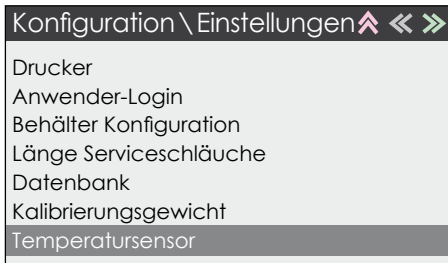 Konfiguration \ Einstellungen
Drucker
Anwender-Login
Behälter Konfiguration
Länge Serviceschläuche
Datenbank
Kalibrierungsgewicht
Temperatursensor